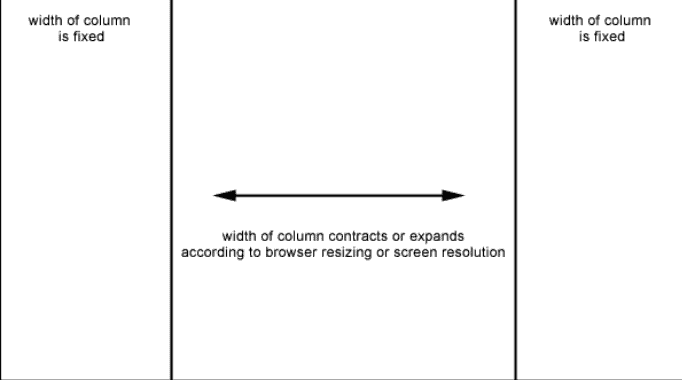 width of column
is fixed
width of column contracts or expands
according to browser resizing or screen resolution
width of column
is fixed